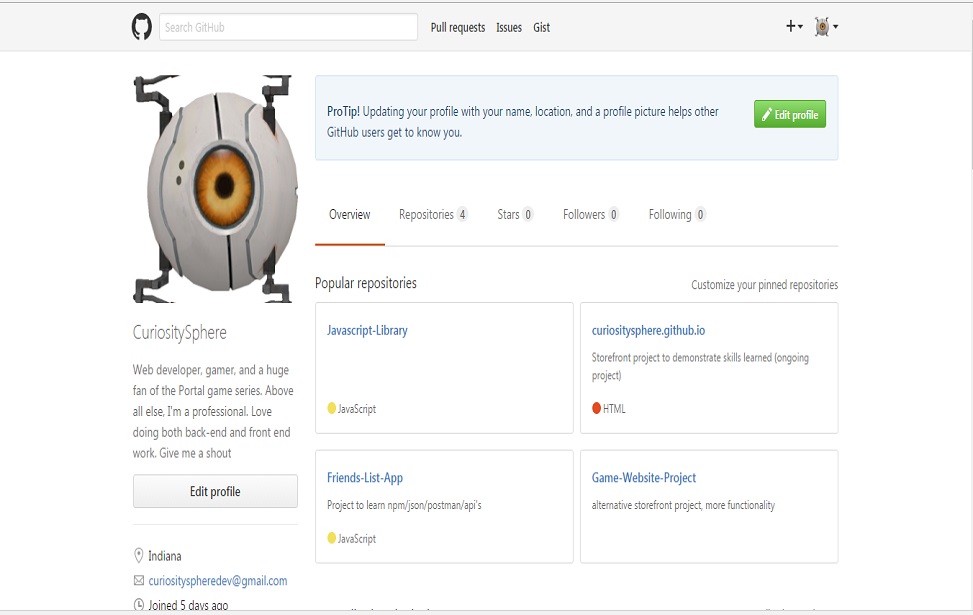 Search GitHub
Pull requests
Issues
Gist
ProTip! Updating your profile with your name, location, and a profile picture helps other
GitHub users get to know you.
Edit profile
Overview
Repositories 4
Stars 0
Followers 0
Following 0
Popular repositories
Customize your pinned repositories
Javascript-Library
JavaScript
curiositysphere.github.io
Storefront project to demonstrate skills learned (ongoing
project)
HTML
Friends-List-App
Project to learn npm/json/postman/api's
JavaScript
Game-Website-Project
alternative storefront project, more functionality
CuriositySphere
Web developer, gamer, and a huge
fan of the Portal game series. Above
all else, I'm a professional. Love
doing both back-end and front end
work. Give me a shout
Edit profile
Indiana
curiosityspheredev@gmail.com
Joined 5 days ago